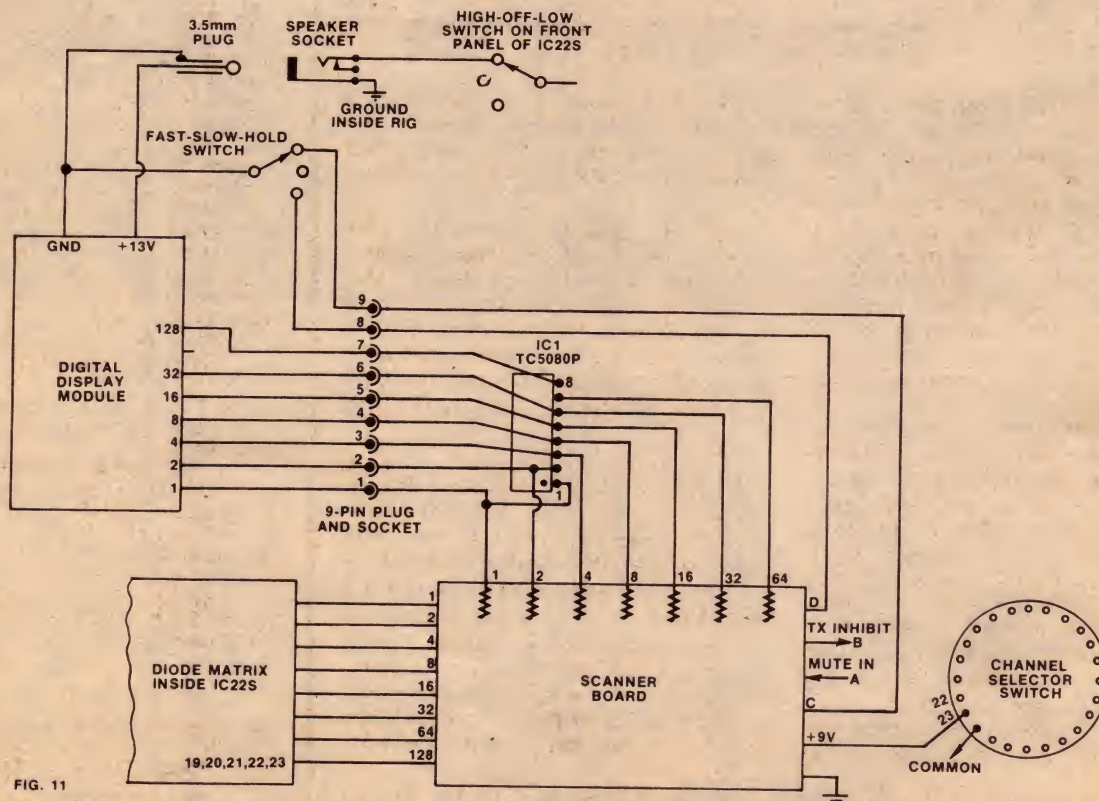 3.5mm
PLUG
SPEAKER
SOCKET
HIGH-OFF-LOW
SWITCH ON FRONT
PANEL OF IC22S
GROUND
INSIDE RIG
FAST-SLOW-HOLD
SWITCH
GND
+13V
DIGITAL
DISPLAY
MODULE
128
32
16
8
4
2
1
9
8
7
6
5
4
3
2
1
9-PIN PLUG
AND SOCKET
IC1
TC5080P
8
1
1
2
4
8
16
32
64
DIODE MATRIX
INSIDE IC22S
19,20,21,22,23
1
2
4
8
16
32
64
128
SCANNER
BOARD
D
TX INHIBIT
B
MUTE IN
A
C
+9V
CHANNEL
SELECTOR
SWITCH
22
23
COMMON
FIG. 11